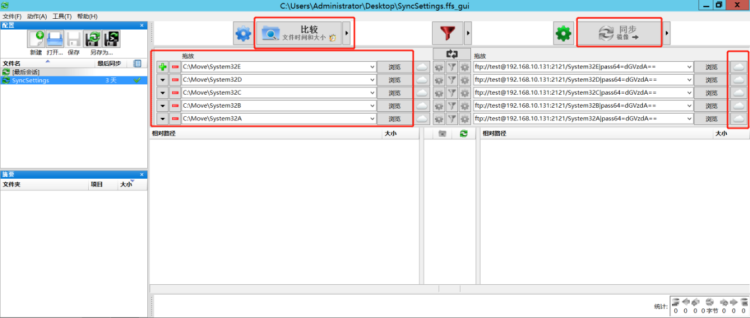 C:\Users\Administrator\Desktop\SyncSettings.ffs_gui
文件(F) 动作(A) 工具(T) 帮助(H)
配置
新建 打开... 保存 另存为...
文件名 最后同步
[最后会话]
SyncSettings 3 天
摘要
文件夹 项目 大小
比较
文件时间和大小
同步
镜像
拖放 拖放
C:\Move\System32E 浏览 ftp://test@192.168.10.131:2121/System32E|pass64=dGVzdA== 浏览
C:\Move\System32D 浏览 ftp://test@192.168.10.131:2121/System32D|pass64=dGVzdA== 浏览
C:\Move\System32C 浏览 ftp://test@192.168.10.131:2121/System32C|pass64=dGVzdA== 浏览
C:\Move\System32B 浏览 ftp://test@192.168.10.131:2121/System32B|pass64=dGVzdA== 浏览
C:\Move\System32A 浏览 ftp://test@192.168.10.131:2121/System32A|pass64=dGVzdA== 浏览
相对路径 大小 相对路径 大小
统计:
0 0 0 0字节 0 0 0